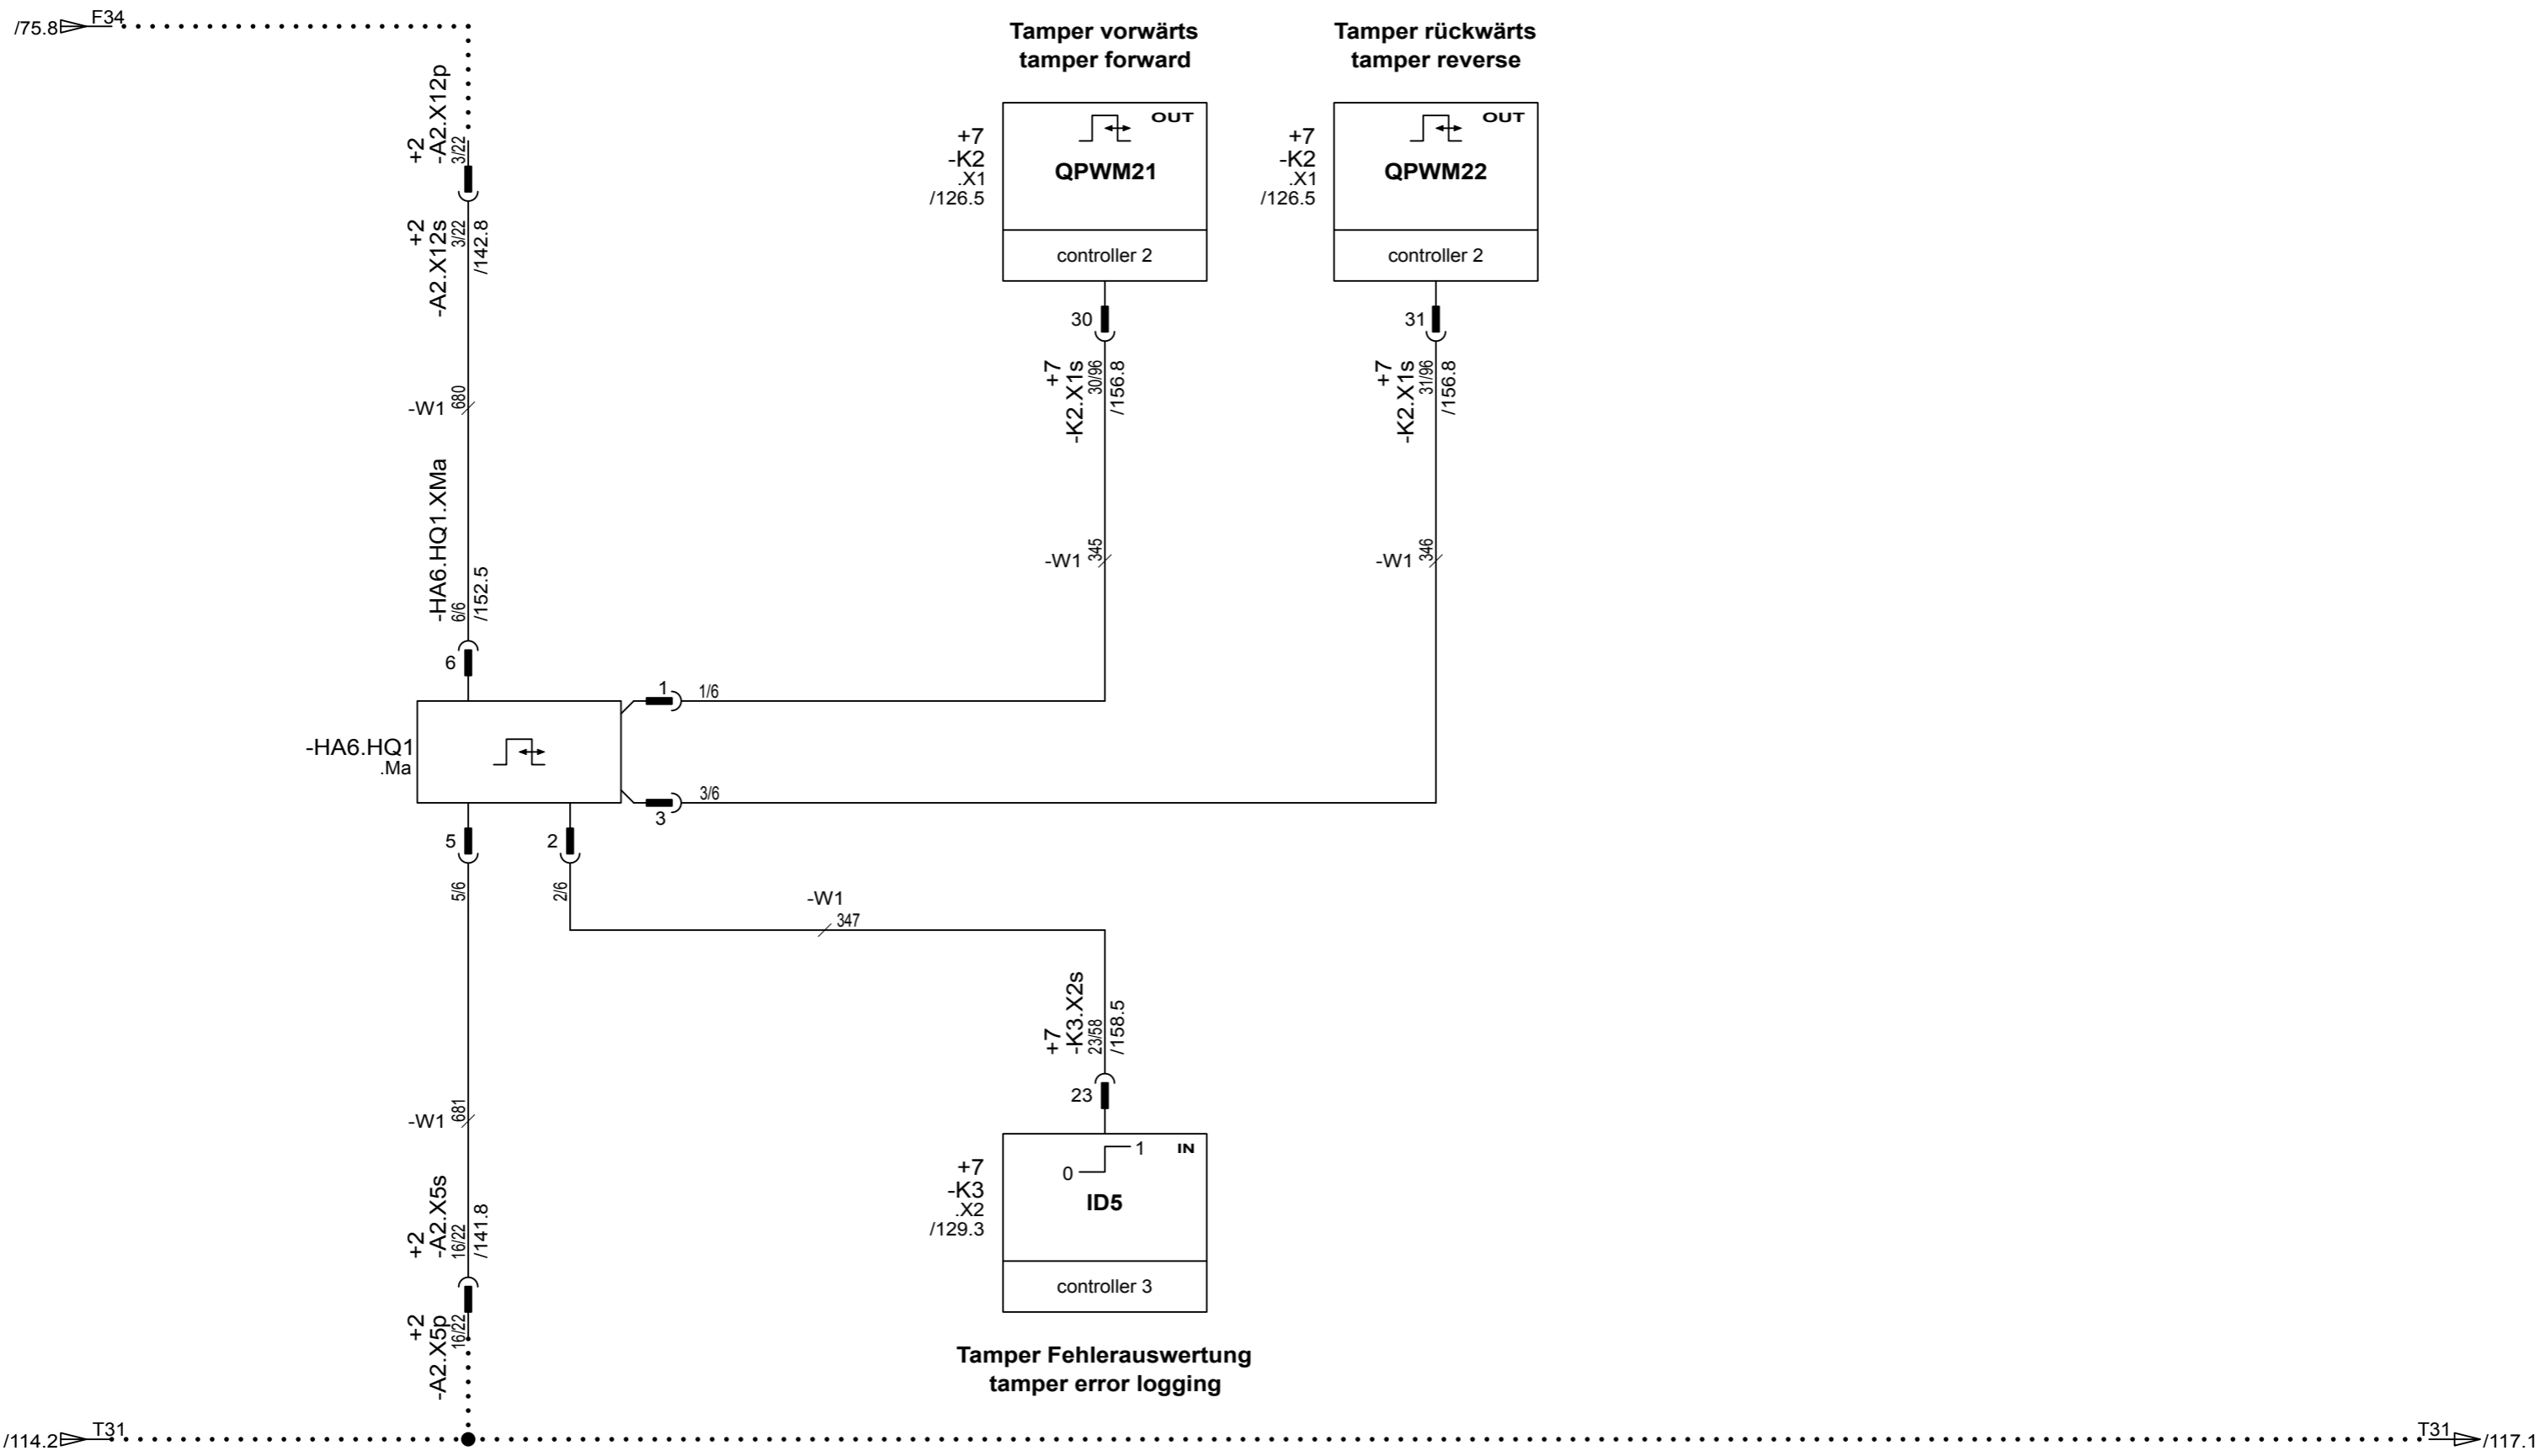 /75.8
F34
Tamper vorwärts
tamper forward
Tamper rückwärts
tamper reverse
+2
-A2.X12p
3/22
+7
-K2
.X1
/126.5
OUT
QPWM21
controller 2
+7
-K2
.X1
/126.5
OUT
QPWM22
controller 2
+2
-A2.X12s
3/22
/142.8
30
31
+7
-K2.X1s
30/96
/156.8
+7
-K2.X1s
31/96
/156.8
-W1
680
-HA6.HQ1.XMa
6/6
/152.5
-W1
345
-W1
346
6
1
1/6
-HA6.HQ1
.Ma
3/6
3
5
2
5/6
2/6
-W1
347
+7
-K3.X2s
23/58
/158.5
-W1
681
23
+2
-A2.X5s
16/22
/141.8
+7
-K3
.X2
/129.3
0
1
IN
ID5
controller 3
+2
-A2.X5p
16/22
Tamper Fehlerauswertung
tamper error logging
/114.2
T31
T31
/117.1